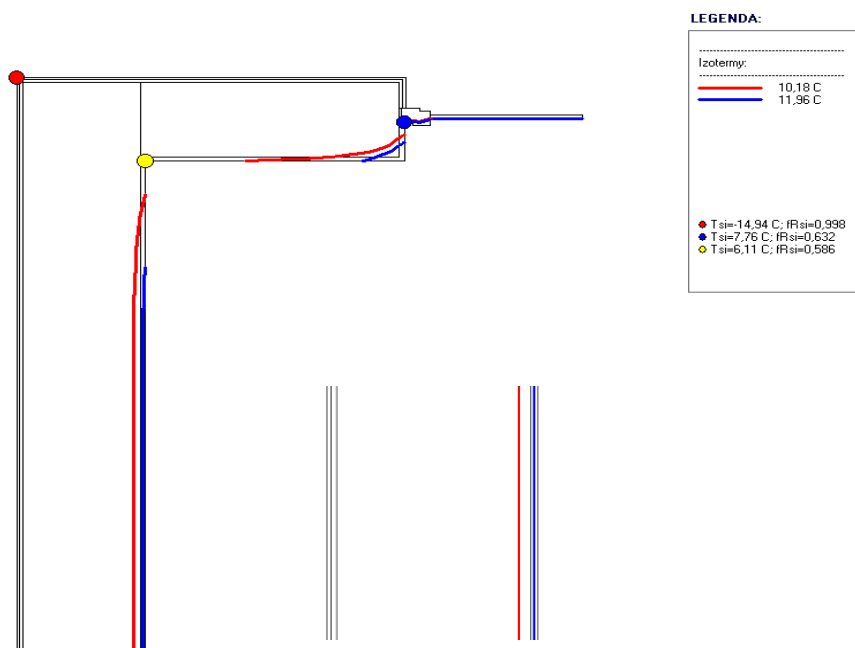 LEGENDA:
Izotermy:
10,18 C
11,96 C
Tsi=-14,94 C; fRsi=0,998
Tsi=7,76 C; fRsi=0,632
Tsi=6,11 C; fRsi=0,586